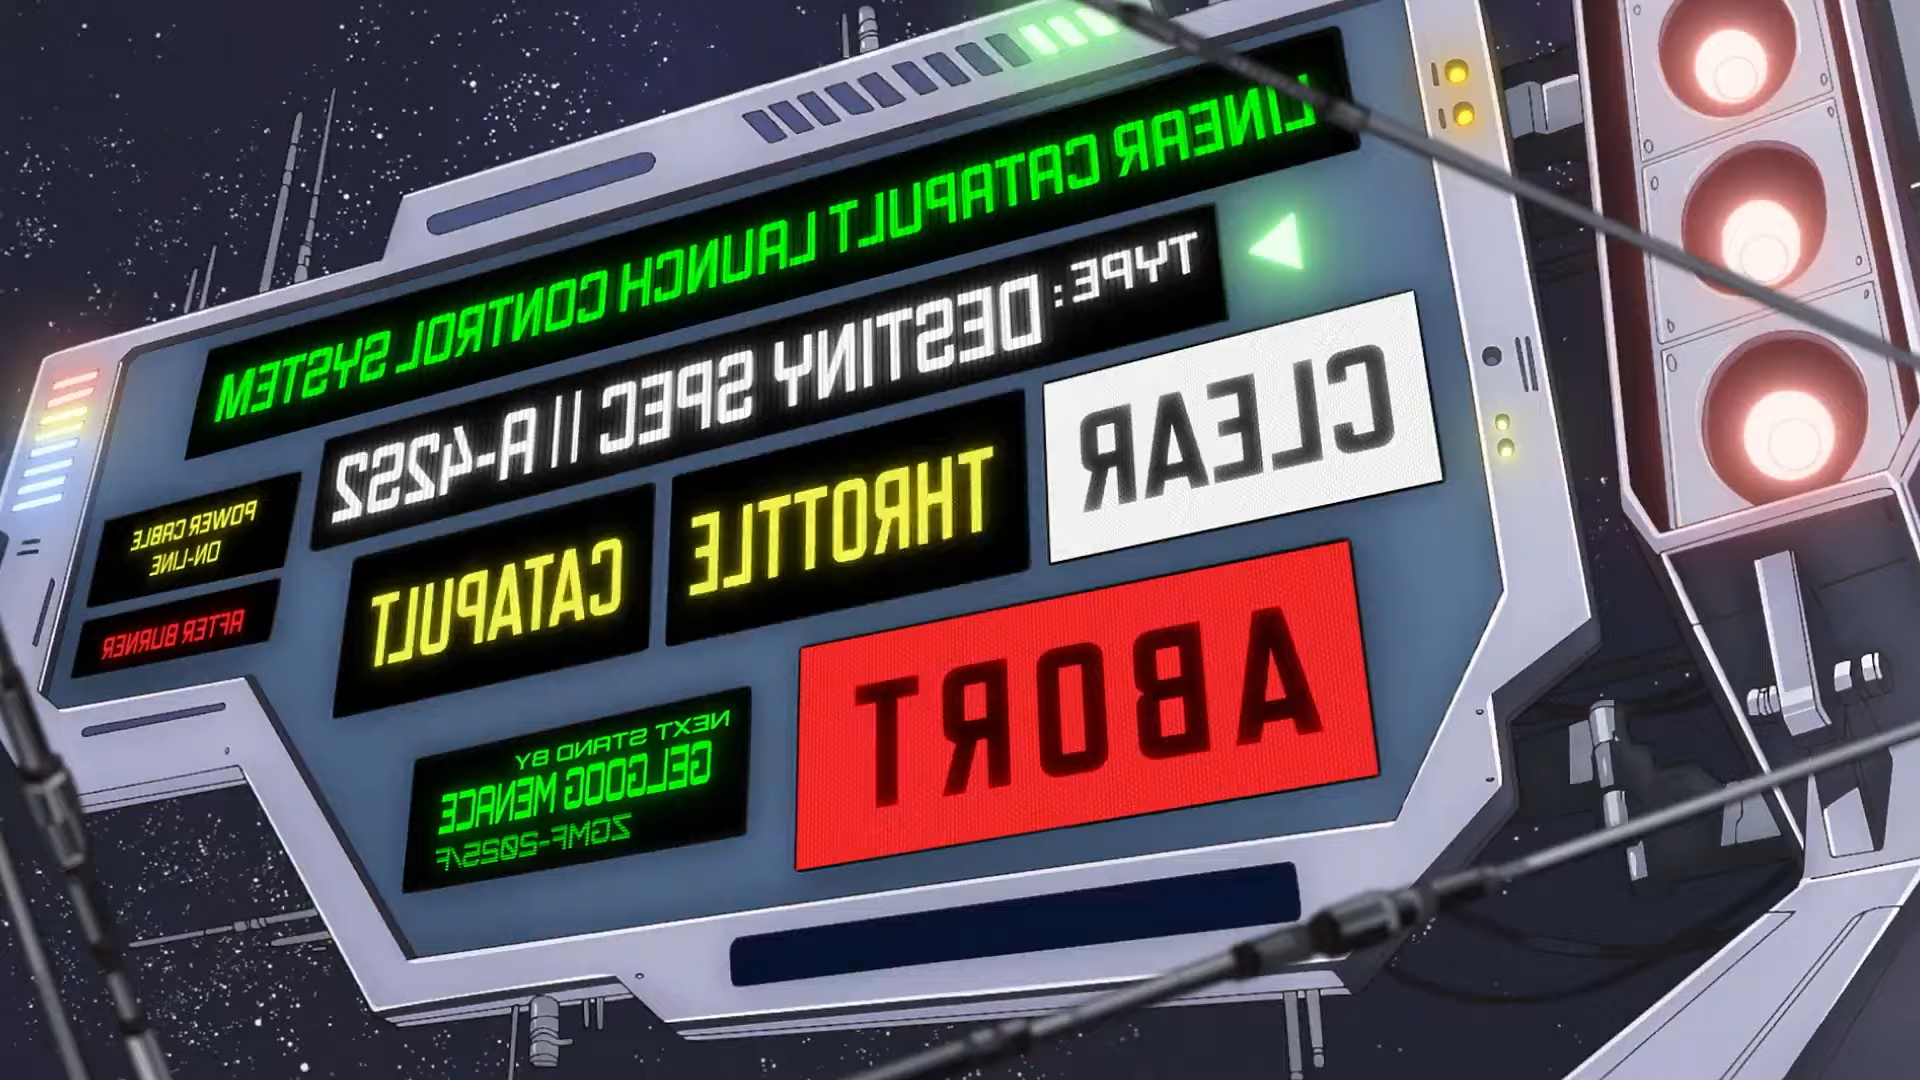 LINEAR CATAPULT LAUNCH CONTROL SYSTEM
TYPE: DESTINY SPEC II A-42S2
CLEAR
THROTTLE
CATAPULT
POWER CABLE
ON-LINE
AFTER BURNER
ABORT
NEXT STAND BY
GELGOOG MENACE
ZGMF-2025/F